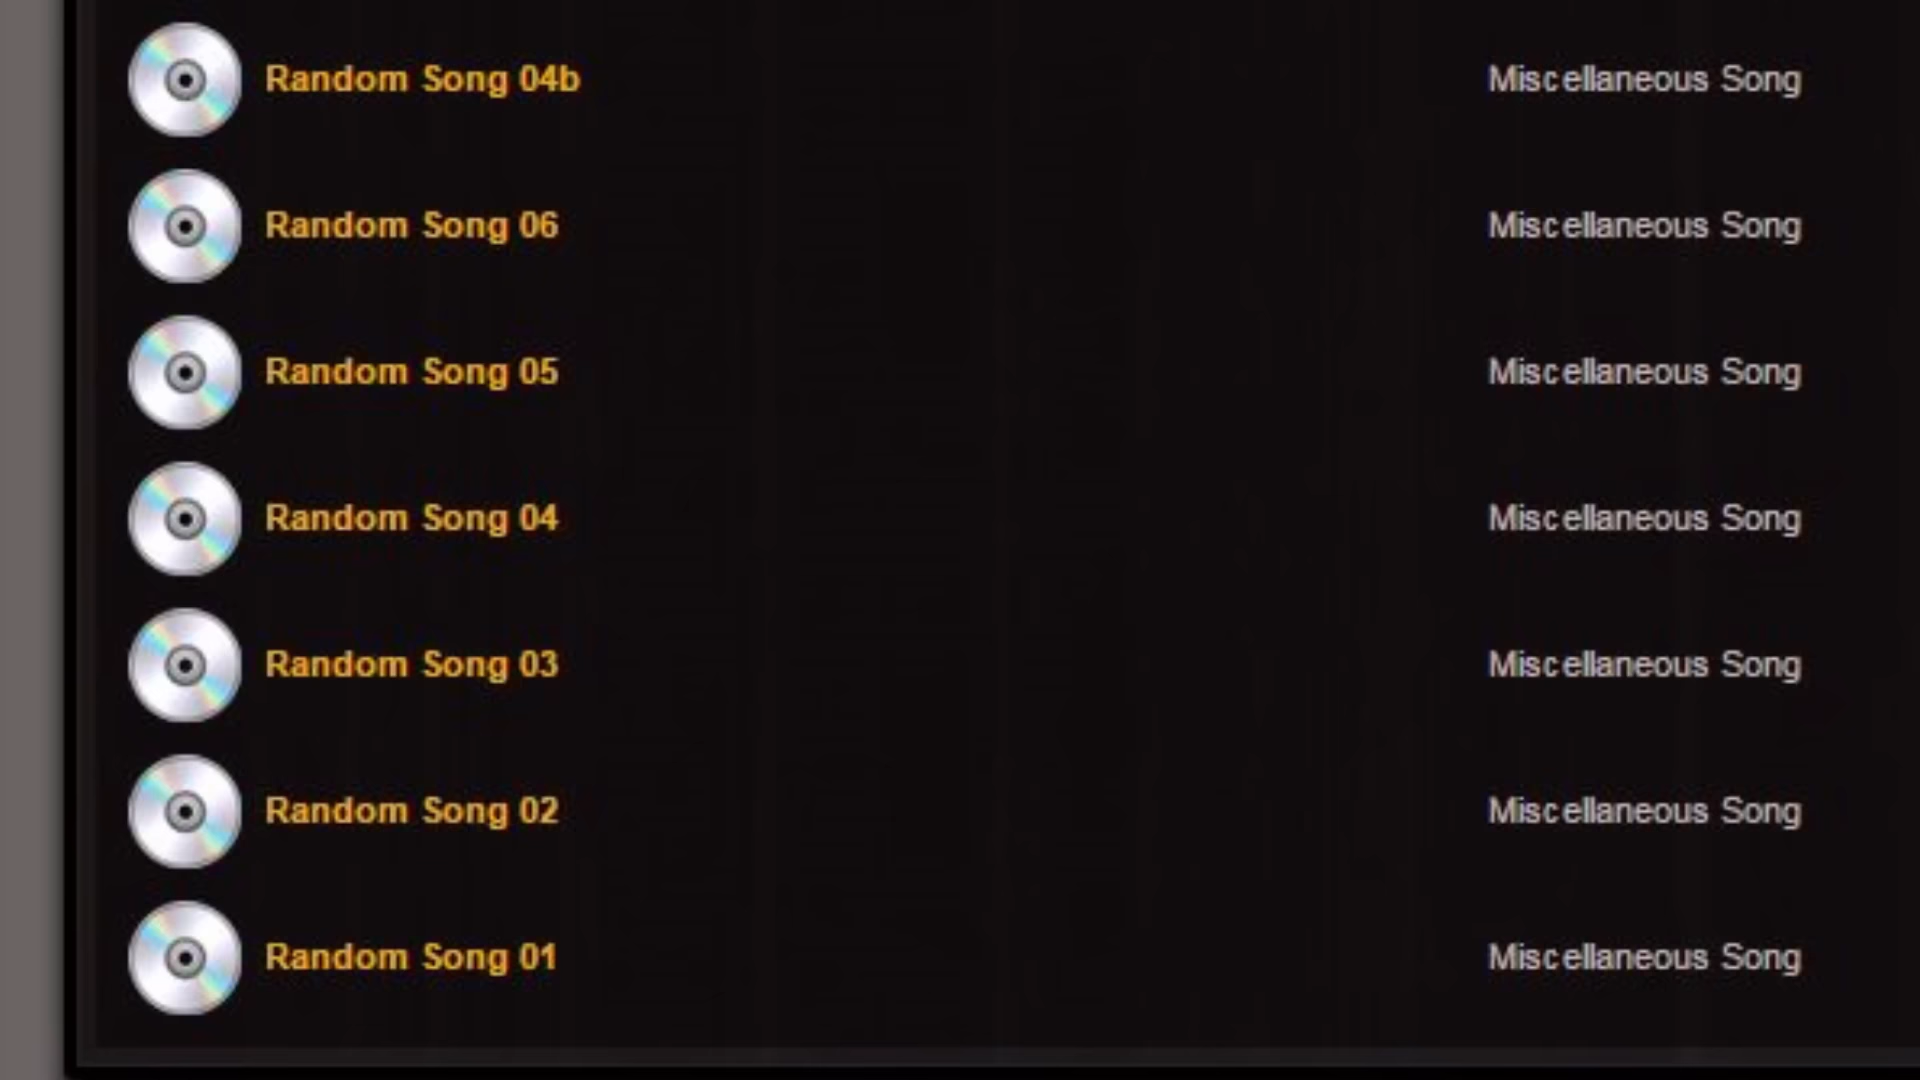 Random Song 04b Miscellaneous Song
Random Song 06 Miscellaneous Song
Random Song 05 Miscellaneous Song
Random Song 04 Miscellaneous Song
Random Song 03 Miscellaneous Song
Random Song 02 Miscellaneous Song
Random Song 01 Miscellaneous Song